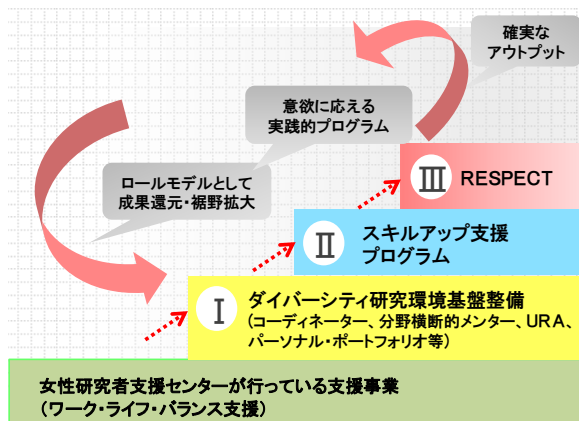 確実な
アウトプット
意欲に応える
実践的プログラム
ロールモデルとして
成果還元・裾野拡大
Ⅲ RESPECT
Ⅱ スキルアップ支援
プログラム
Ⅰ ダイバーシティ研究環境基盤整備
(コーディネーター、分野横断的メンター、URA、
パーソナル・ポートフォリオ等)
女性研究者支援センターが行っている支援事業
(ワーク・ライフ・バランス支援)